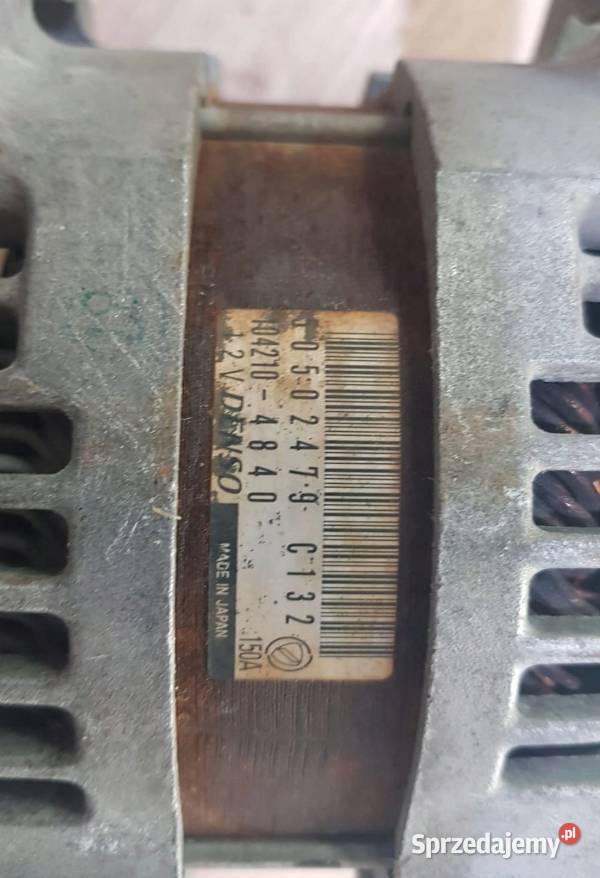 0502479 C132
104210-4840 150A
12V DENSO MADE IN JAPAN
Sprzedajemy.pl